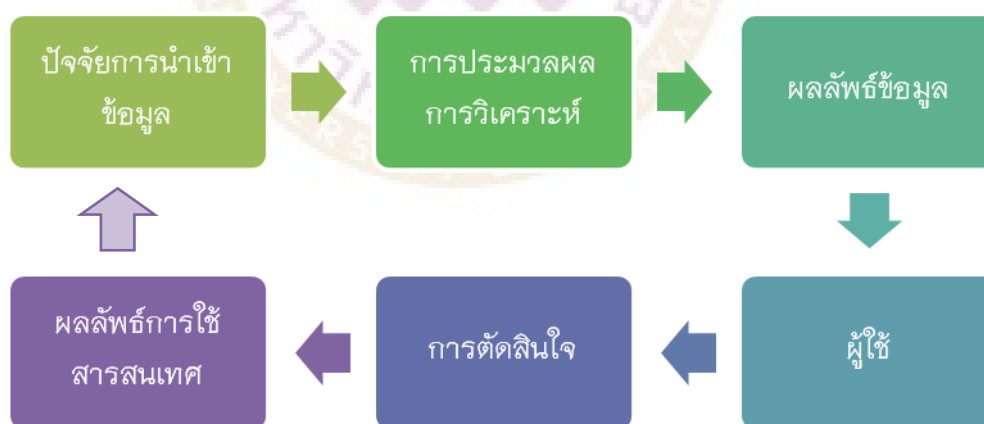 ปัจจัยการนำเข้า
ข้อมูล
การประมวลผล
การวิเคราะห์
ผลลัพธ์ข้อมูล
ผลลัพธ์การใช้
สารสนเทศ
การตัดสินใจ
ผู้ใช้